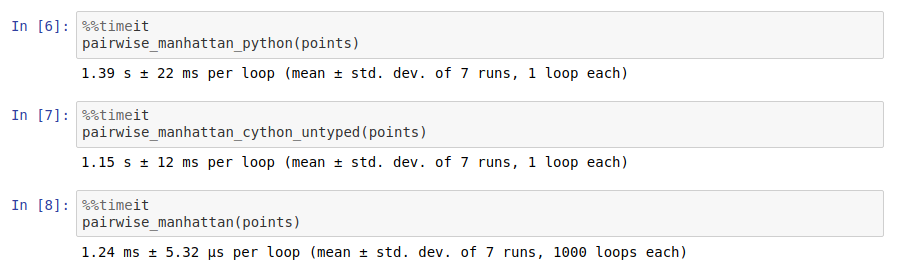 In [6]: %%timeit
pairwise_manhattan_python(points)
1.39 s ± 22 ms per loop (mean ± std. dev. of 7 runs, 1 loop each)
In [7]: %%timeit
pairwise_manhattan_cython_untyped(points)
1.15 s ± 12 ms per loop (mean ± std. dev. of 7 runs, 1 loop each)
In [8]: %%timeit
pairwise_manhattan(points)
1.24 ms ± 5.32 µs per loop (mean ± std. dev. of 7 runs, 1000 loops each)